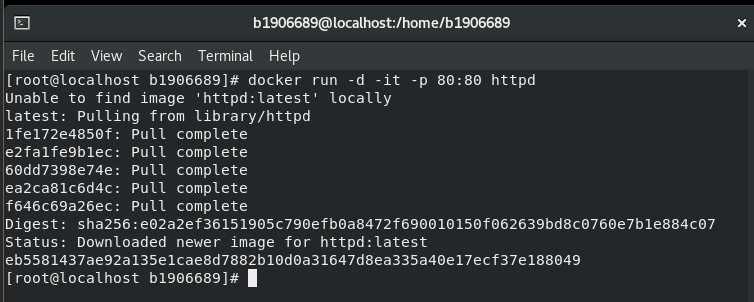 b1906689@localhost:/home/b1906689
File Edit View Search Terminal Help
[root@localhost b1906689]# docker run -d -it -p 80:80 httpd
Unable to find image 'httpd:latest' locally
latest: Pulling from library/httpd
1fe172e4850f: Pull complete
e2fa1fe9b1ec: Pull complete
60dd7398e74e: Pull complete
ea2ca81c6d4c: Pull complete
f646c69a26ec: Pull complete
Digest: sha256:e02a2ef36151905c790efb0a8472f690010150f062639bd8c0760e7b1e884c07
Status: Downloaded newer image for httpd:latest
eb5581437ae92a135e1cae8d7882b10d0a31647d8ea335a40e17ecf37e188049
[root@localhost b1906689]#